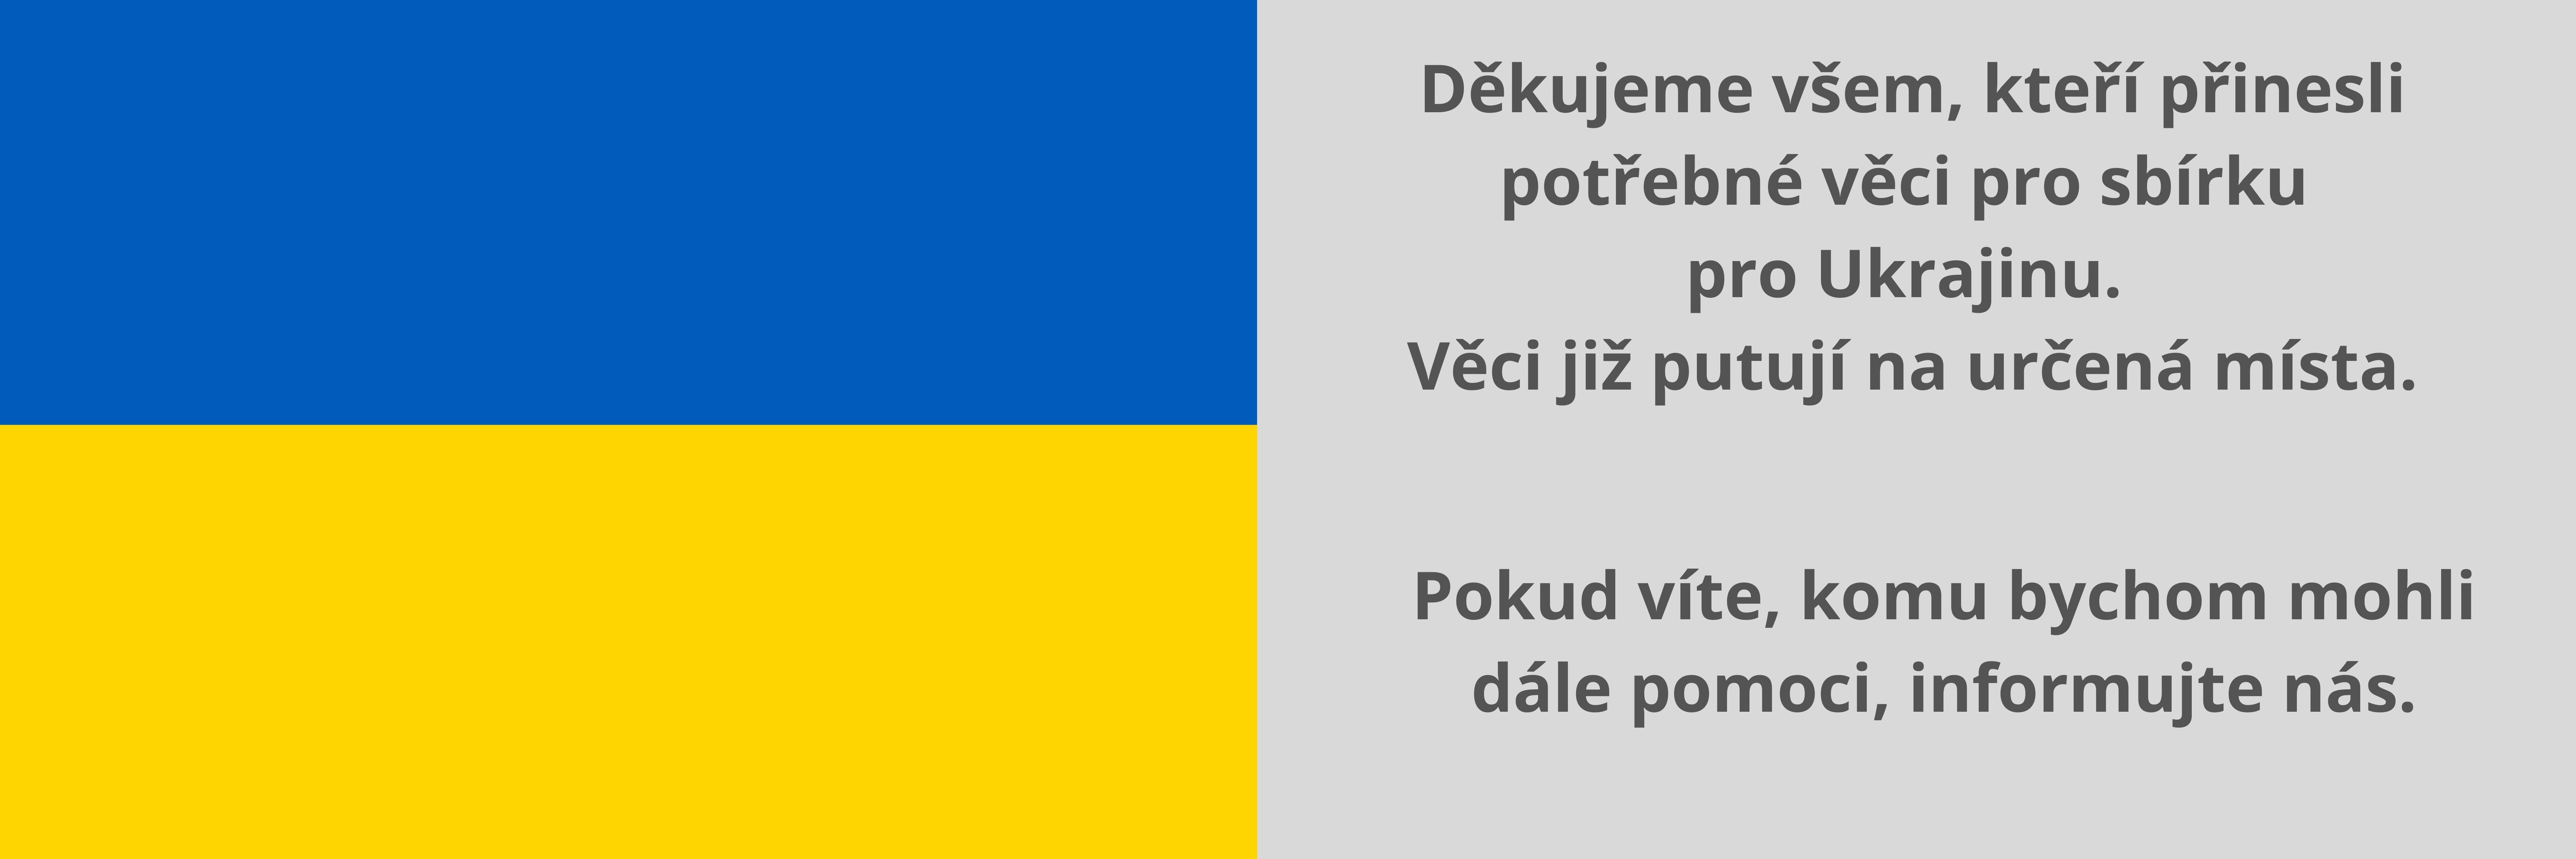 Děkujeme všem, kteří přinesli
potřebné věci pro sbírku
pro Ukrajinu.
Věci již putují na určená místa.
Pokud víte, komu bychom mohli
dále pomoci, informujte nás.